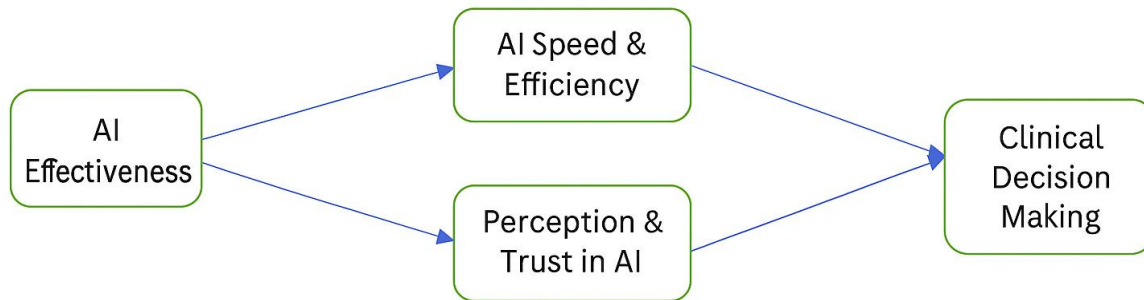 AI
Effectiveness
AI Speed &
Efficiency
Perception &
Trust in AI
Clinical
Decision
Making